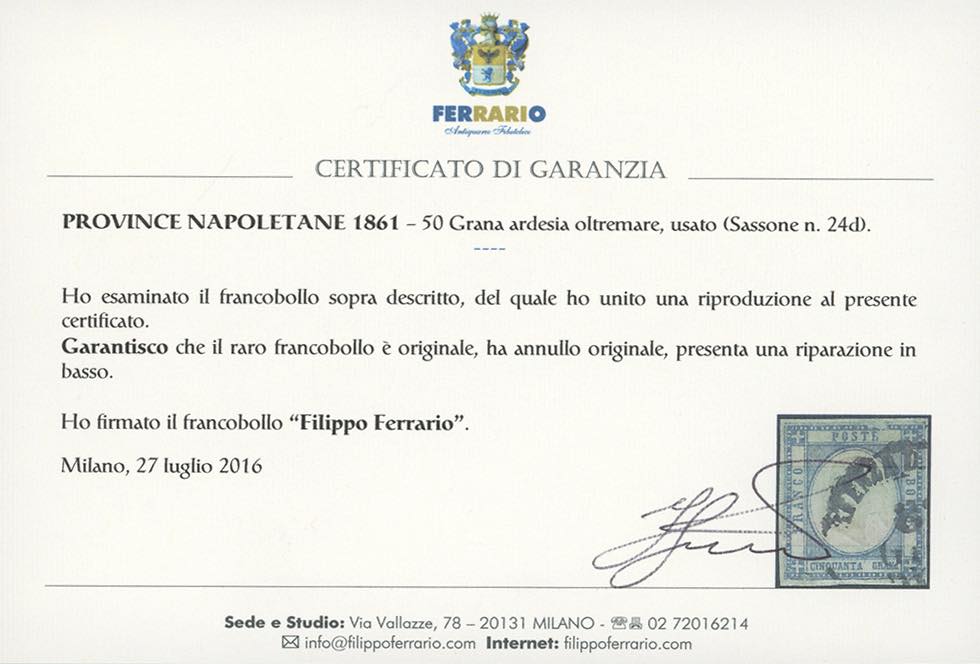 FERRARIO
Antiquario Filatelico
CERTIFICATO DI GARANZIA
PROVINCE NAPOLETANE 1861 – 50 Grana ardesia oltremare, usato (Sassone n. 24d).
----
Ho esaminato il francobollo sopra descritto, del quale ho unito una riproduzione al presente
certificato.
Garantisco che il raro francobollo è originale, ha annullo originale, presenta una riparazione in
basso.
Ho firmato il francobollo “Filippo Ferrario”.
Milano, 27 luglio 2016
POSTE
FRANCO
BOLLO
CINQUANTA GRANA
Sede e Studio: Via Vallazze, 78 – 20131 MILANO - ☎ 02 72016214
✉ info@filippoferrario.com Internet: filippoferrario.com